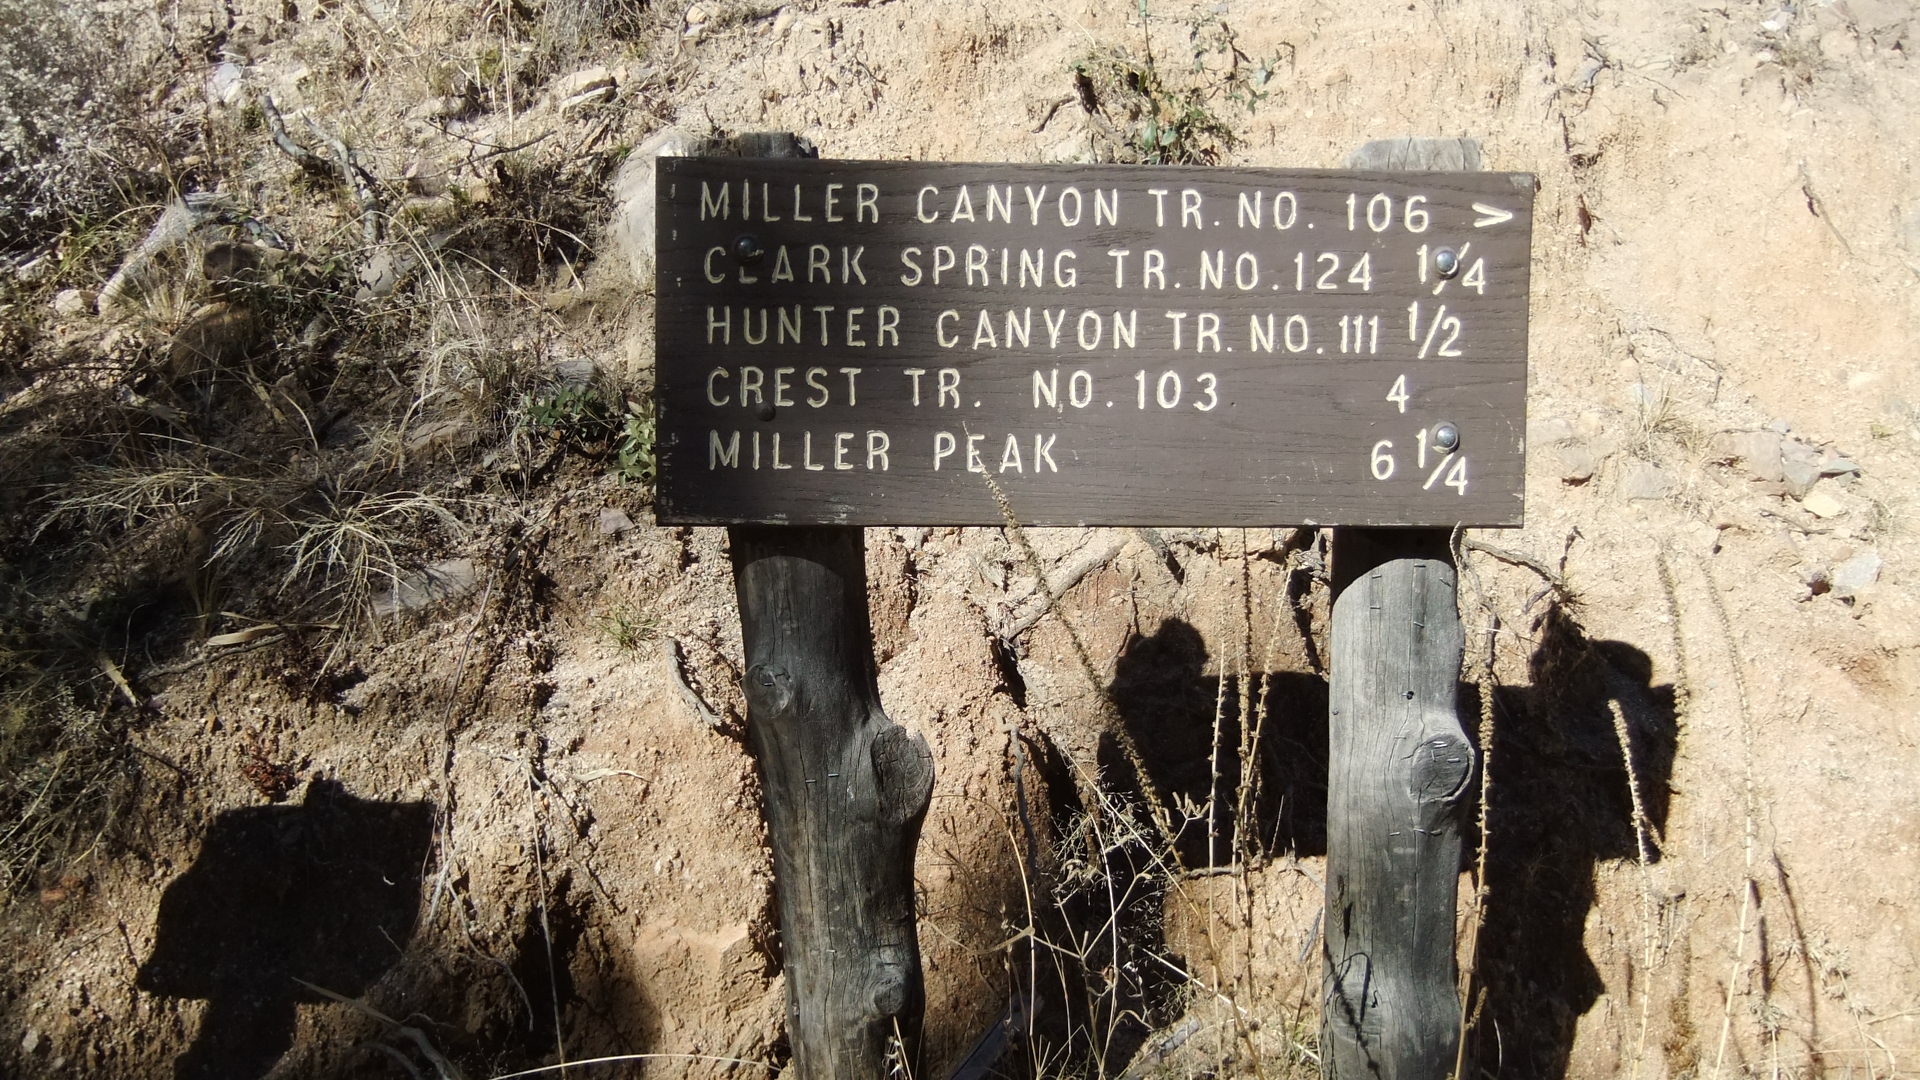 MILLER CANYON TR. NO. 106 >
CLARK SPRING TR. NO. 124 1/4
HUNTER CANYON TR. NO. 111 1/2
CREST TR. NO. 103 4
MILLER PEAK 6 1/4